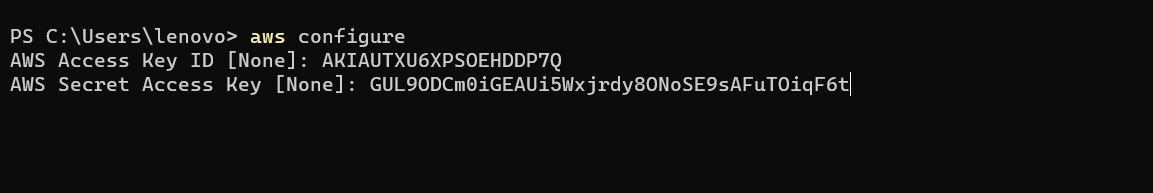 PS C:\Users\lenovo> aws configure
AWS Access Key ID [None]: AKIAUTXU6XPSOEHDDP7Q
AWS Secret Access Key [None]: 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